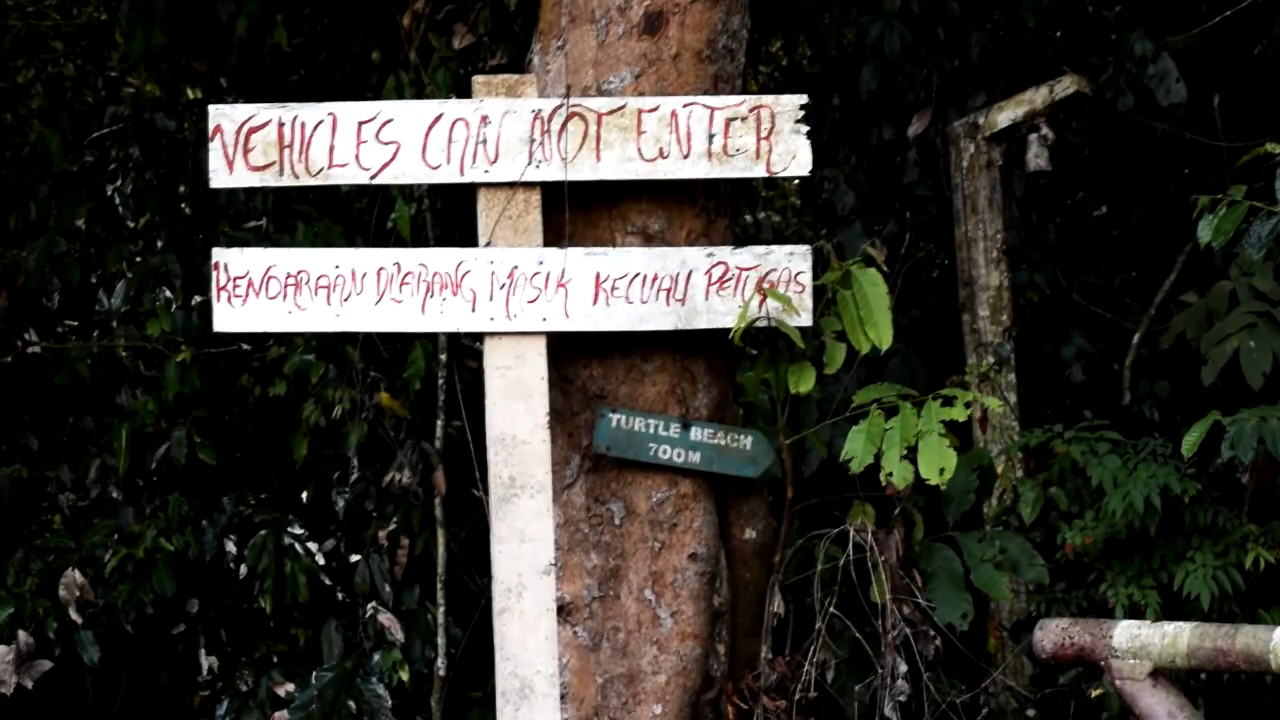 VEHICLES CAN NOT ENTER
KENDARAAN DILARANG MASUK KECUALI PETUGAS
TURTLE BEACH
700M